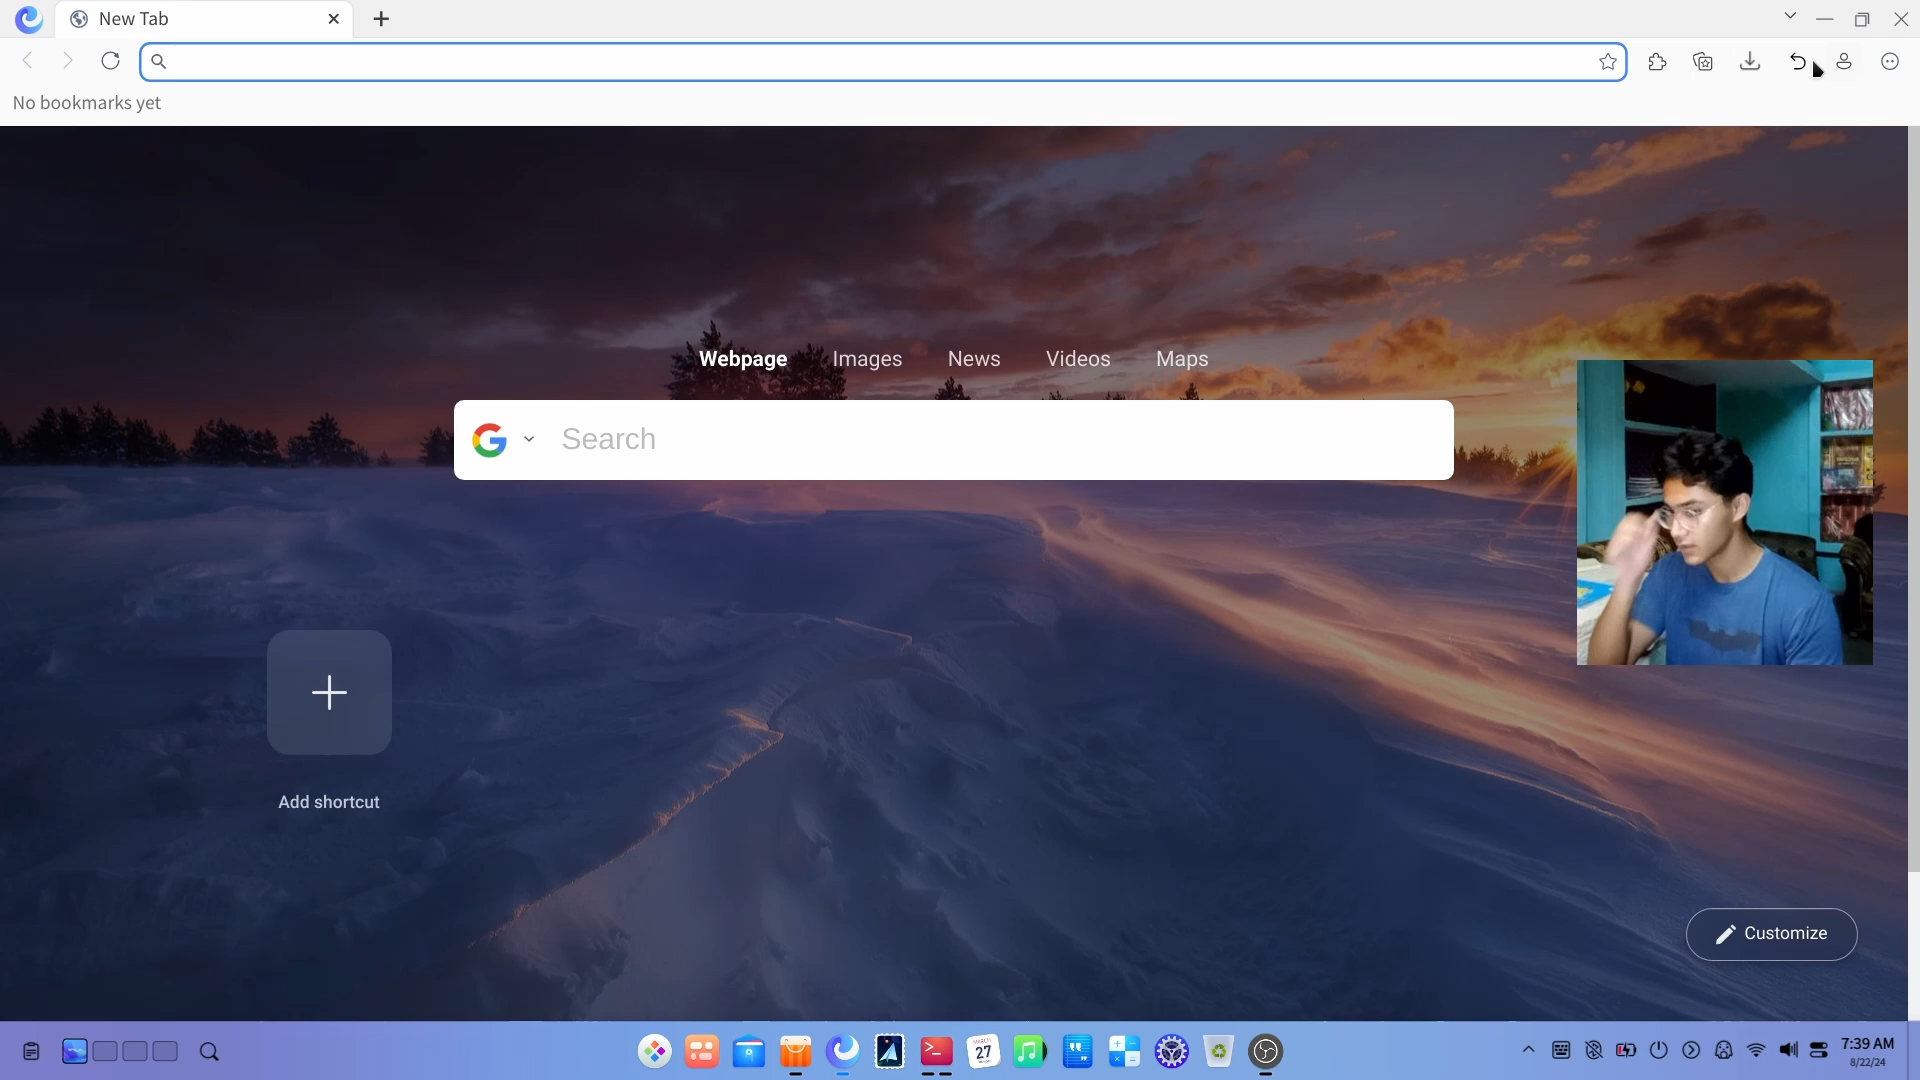 New Tab
No bookmarks yet
Webpage Images News Videos Maps
Search
Add shortcut
Customize
27
7:39 AM
8/22/24